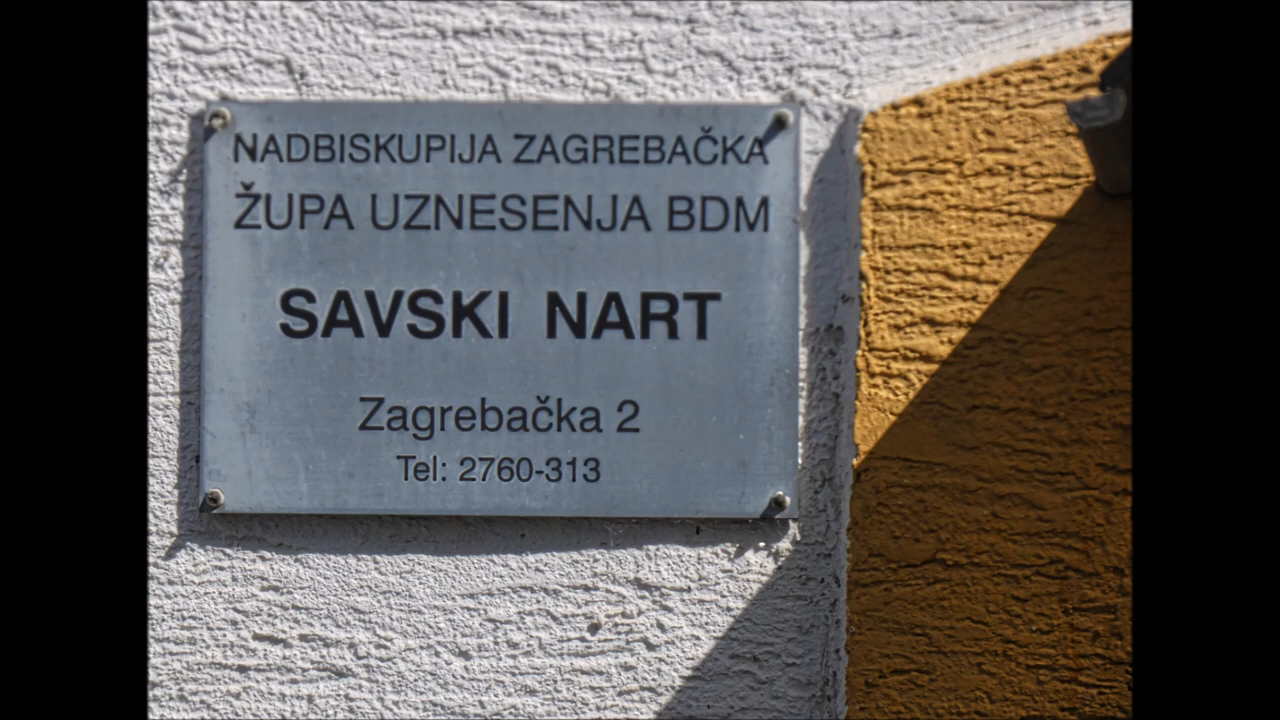 NADBISKUPIJA ZAGREBAČKA
ŽUPA UZNESENJA BDM
SAVSKI NART
Zagrebačka 2
Tel: 2760-313